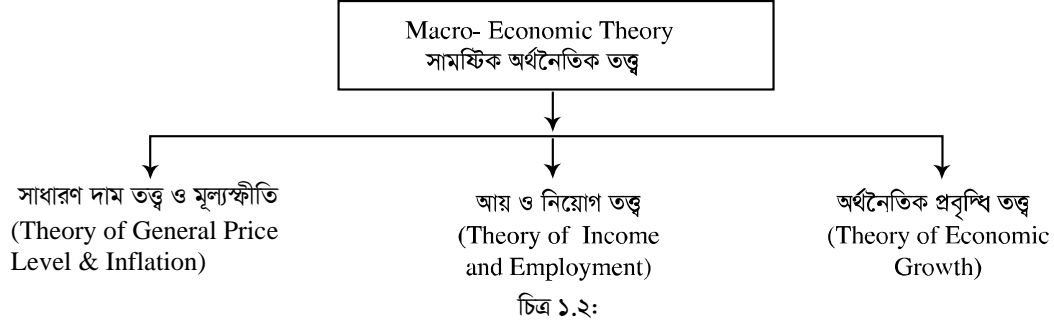 Macro- Economic Theory
সামষ্টিক অর্থনৈতিক তত্ত্ব
সাধারণ দাম তত্ত্ব ও মূল্যস্ফীতি
(Theory of General Price
Level & Inflation)
আয় ও নিয়োগ তত্ত্ব
(Theory of Income
and Employment)
অর্থনৈতিক প্রবৃদ্ধি তত্ত্ব
(Theory of Economic
Growth)
চিত্র ১.২: